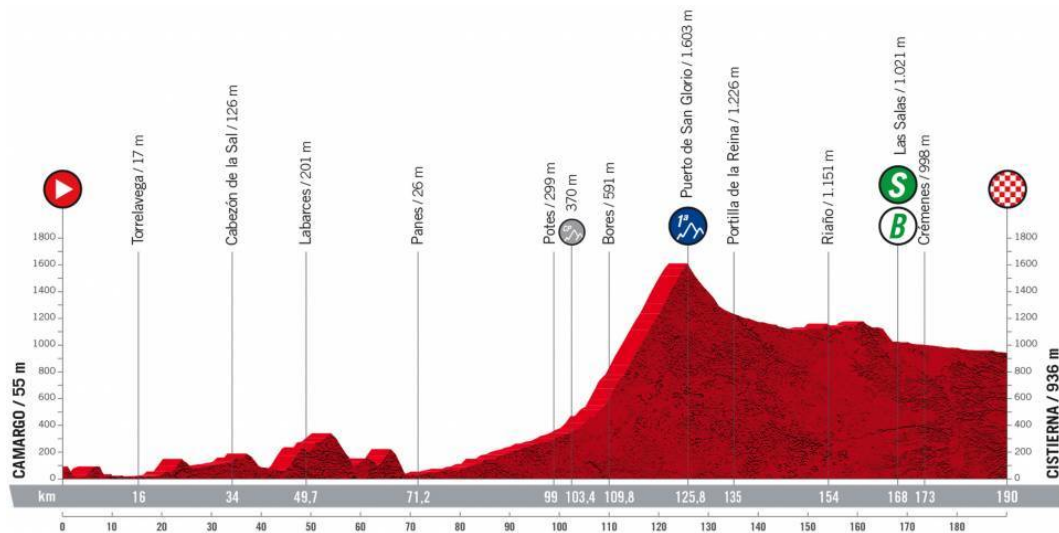 Torrelavega / 17 m
Cabezón de la Sal / 126 m
Labarces / 201 m
Panes / 26 m
Potes / 299 m
370 m
Bores / 591 m
Puerto de San Glorio / 1.603 m
Portilla de la Reina / 1.226 m
Riaño / 1.151 m
Las Salas / 1.021 m
Crémenes / 998 m
1ª
S
B
CAMARGO / 55 m
1800
1600
1400
1200
1000
800
600
400
200
0
1800
1600
1400
1200
1000
800
600
400
200
0
CISTIERNA / 936 m
km 16 34 49,7 71,2 99 103,4 109,8 125,8 135 154 168 173 190
0 10 20 30 40 50 60 70 80 90 100 110 120 130 140 150 160 170 180